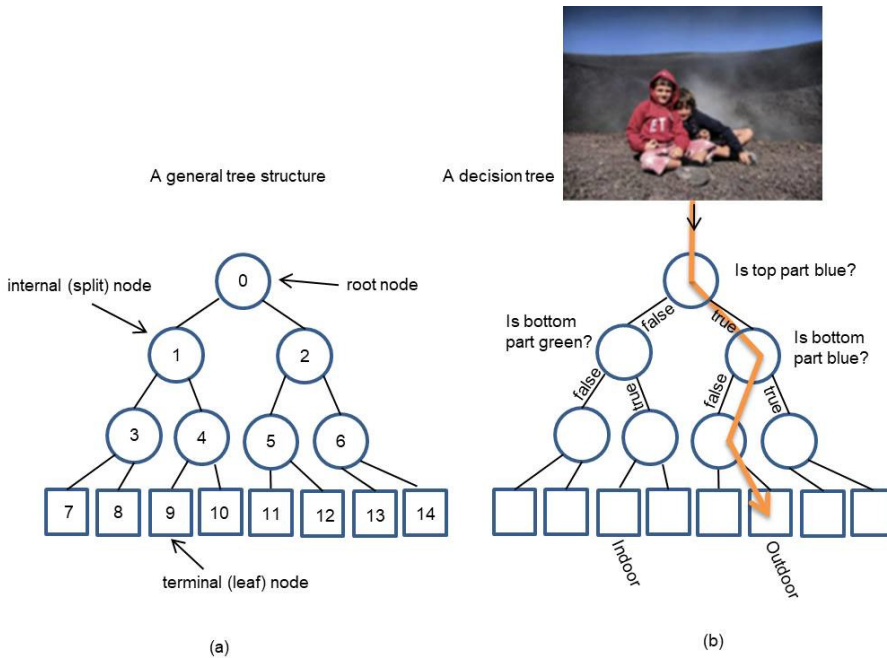 A general tree structure
A decision tree
ET
internal (split) node
0
root node
1
2
3
4
5
6
7
8
9
10
11
12
13
14
terminal (leaf) node
(a)
Is top part blue?
false
true
Is bottom
part green?
Is bottom
part blue?
false
true
false
true
Indoor
Outdoor
(b)